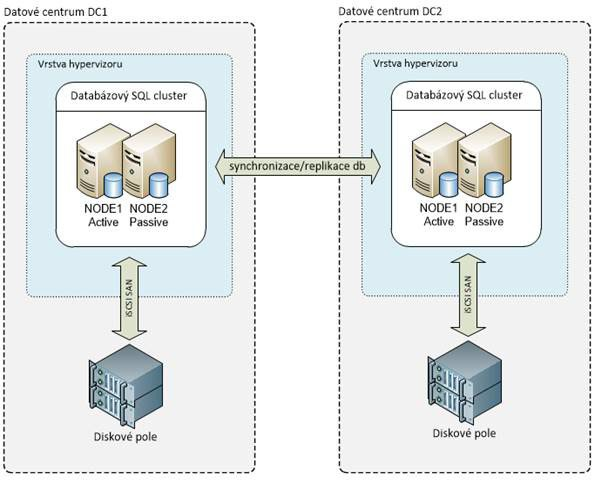 Datové centrum DC1
Vrstva hypervizoru
Databázový SQL cluster
NODE1 NODE2
Active Passive
iSCSI SAN
Diskové pole
synchronizace/replikace db
Datové centrum DC2
Vrstva hypervizoru
Databázový SQL cluster
NODE1 NODE2
Active Passive
iSCSI SAN
Diskové pole